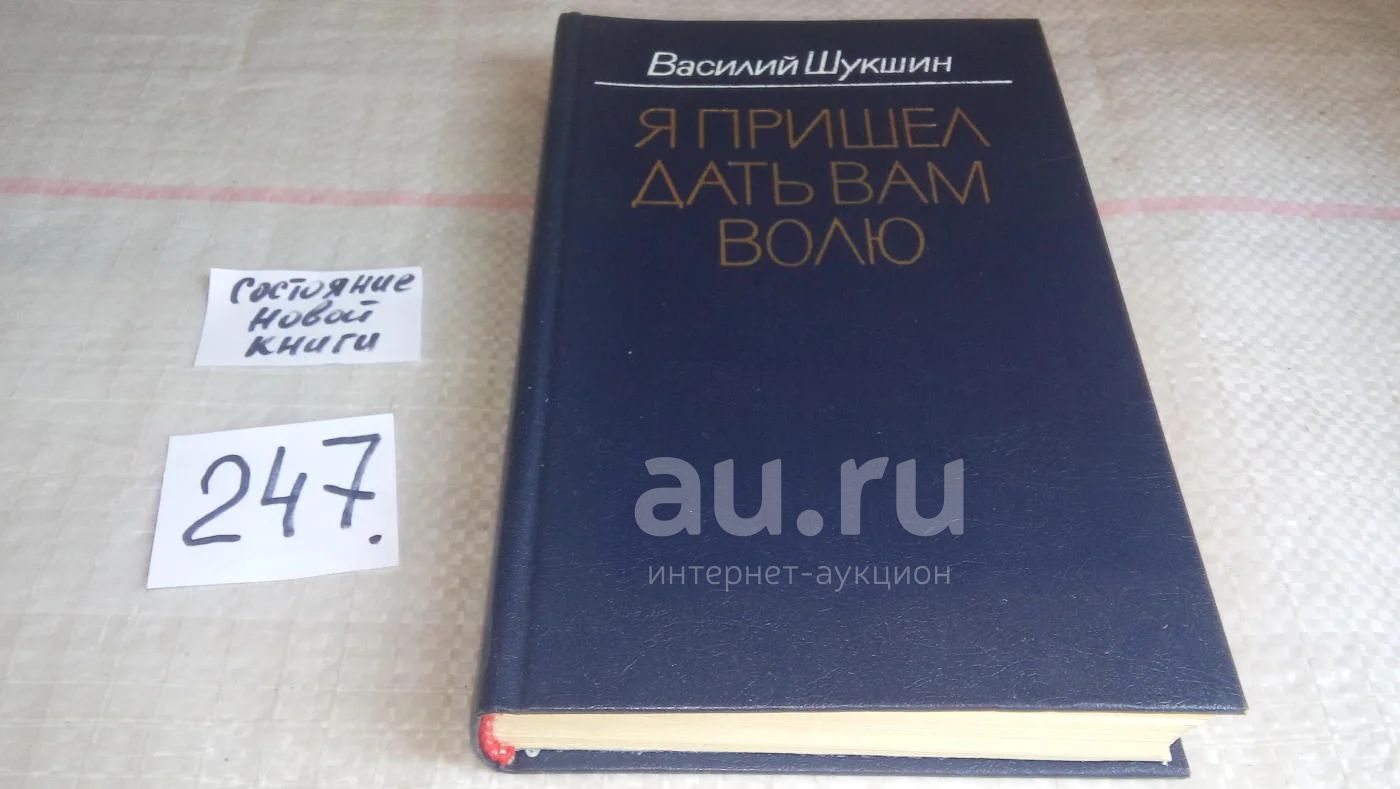 Василий Шукшин
Я ПРИШЕЛ
ДАТЬ ВАМ
ВОЛЮ
состояние
новой
книги
247.
au.ru
интернет-аукцион